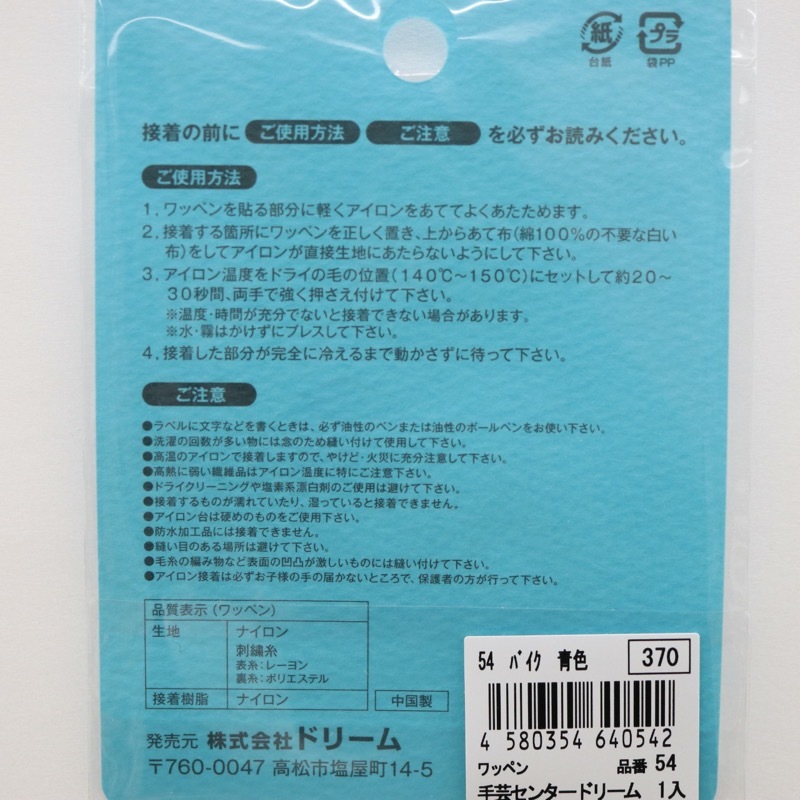 紙
プラ
台紙
袋PP
接着の前に ご使用方法 ご注意 を必ずお読みください。
ご使用方法
1，ワッペンを貼る部分に軽くアイロンをあててよくあたためます。
2，接着する箇所にワッペンを正しく置き、上からあて布（綿100％の不要な白い
布）をしてアイロンが直接生地にあたらないようにして下さい。
3，アイロン温度をドライの毛の位置（140℃〜150℃）にセットして約20〜
30秒間、両手で強く押さえ付けて下さい。
※温度・時間が充分でないと接着できない場合があります。
※水・霧はかけずにプレスして下さい。
4，接着した部分が完全に冷えるまで動かさずに待って下さい。
ご注意
●ラベルに文字などを書くときは、必ず油性のペンまたは油性のボールペンをお使い下さい。
●洗濯の回数が多い物には念のため縫い付けて使用して下さい。
●高温のアイロンで接着しますので、やけど・火災に充分注意して下さい。
●高熱に弱い繊維品はアイロン温度に特にご注意下さい。
●ドライクリーニングや塩素系漂白剤のご使用は避けて下さい。
●接着するものが濡れていたり、湿っていると接着できません。
●アイロン台は硬めのものをご使用下さい。
●防水加工品には接着できません。
●縫い目のある場所は避けて下さい。
●毛糸の編み物など表面の凹凸が激しいものには縫い付けて下さい。
●アイロン接着は必ずお子様の手の届かないところで、保護者の方が行って下さい。
品質表示（ワッペン）
生地 ナイロン
刺繍糸
表糸：レーヨン
裏糸：ポリエステル
接着樹脂 ナイロン 中国製
発売元 株式会社ドリーム
〒760-0047 高松市塩屋町14-5
54 バイク 青色 370
4 580354 640542
ワッペン 品番 54
手芸センタードリーム 1入